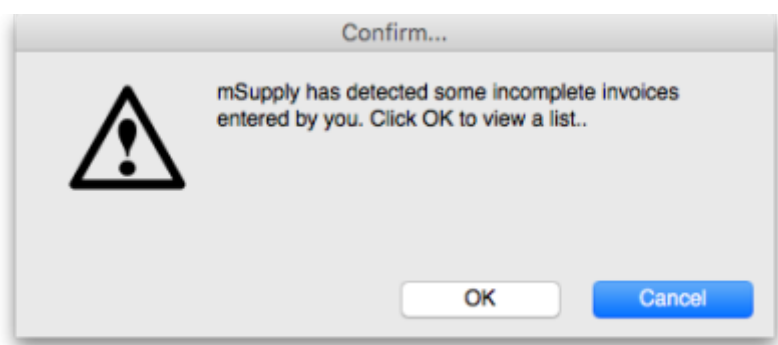 Confirm...
mSupply has detected some incomplete invoices
entered by you. Click OK to view a list..
OK
Cancel